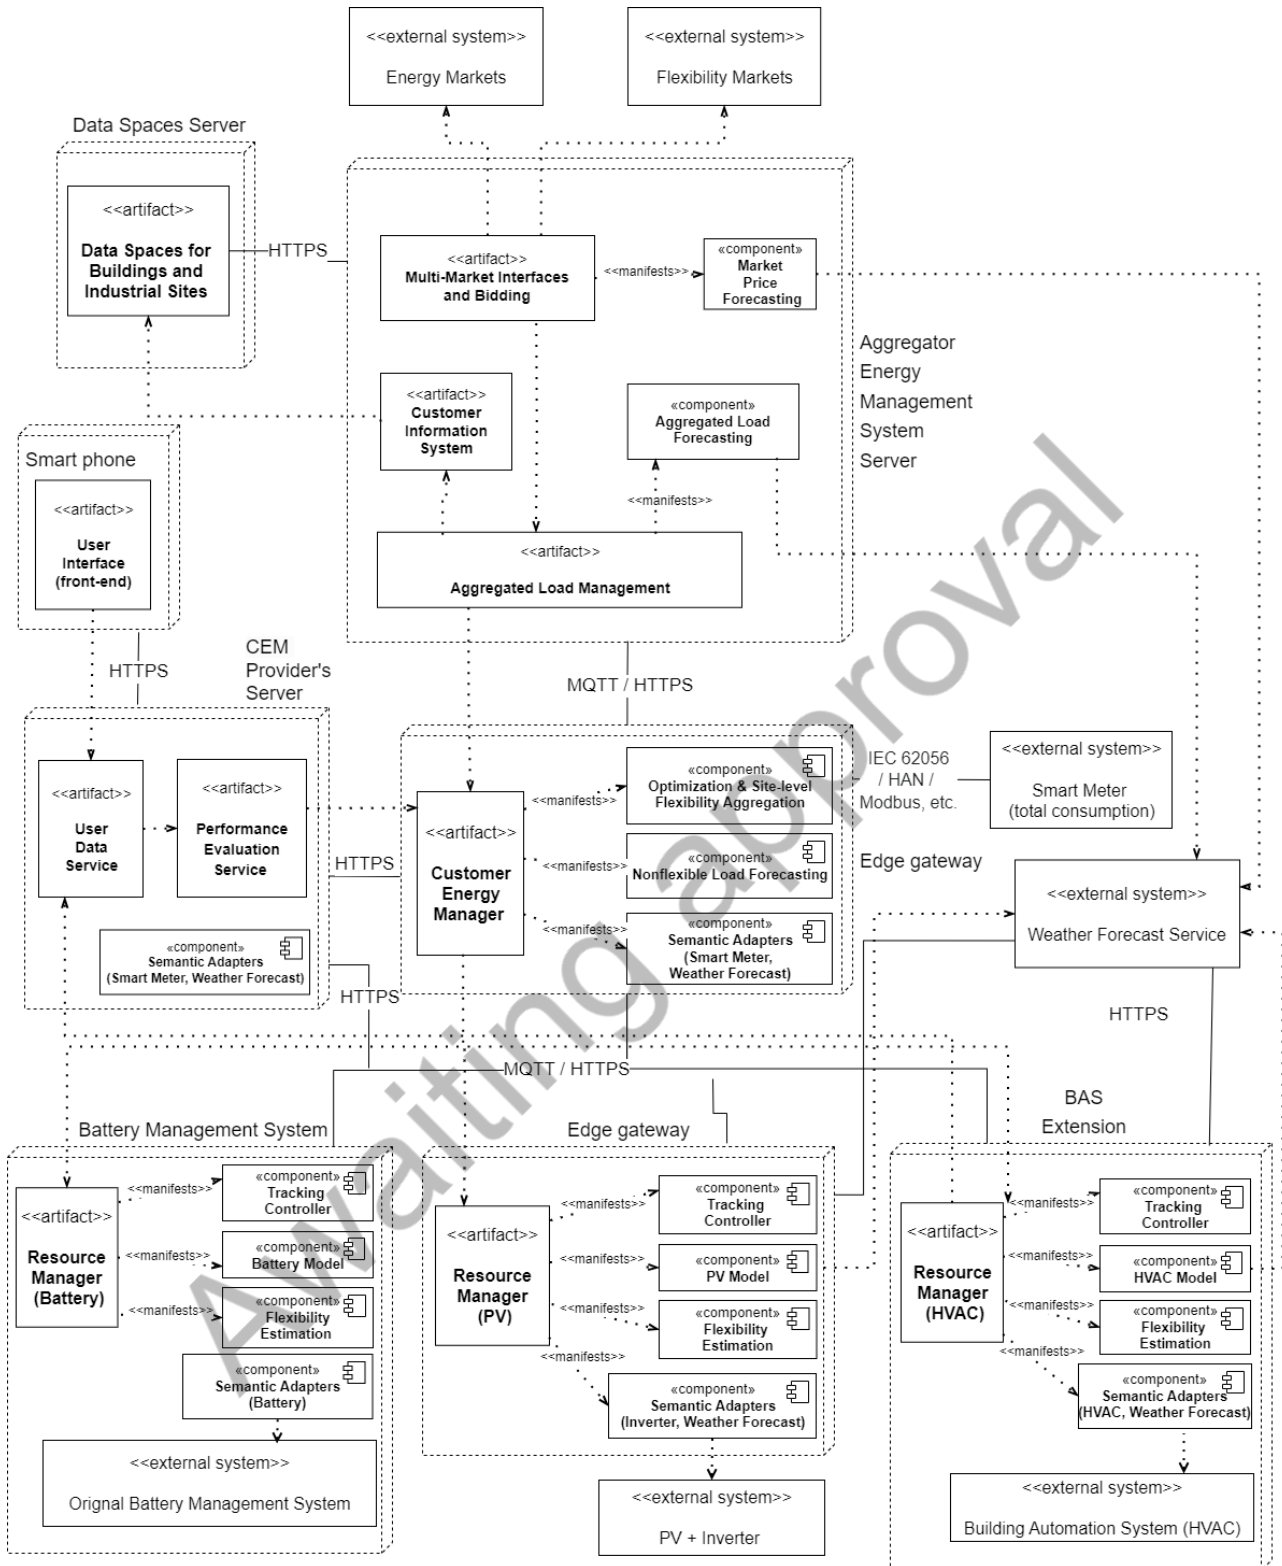 <<external system>>
Energy Markets
<<external system>>
Flexibility Markets
Data Spaces Server
<<artifact>>
Data Spaces for
Buildings and
Industrial Sites
HTTPS
<<artifact>>
Multi-Market Interfaces
and Bidding
<<manifests>>
«component»
Market
Price
Forecasting
Aggregator
Energy
Management
System
Server
<<artifact>>
Customer
Information
System
<<component>>
Aggregated Load
Forecasting
<<manifests>>
<<artifact>>
Aggregated Load Management
Smart phone
<<artifact>>
User
Interface
(front-end)
HTTPS
CEM
Provider's
Server
MQTT / HTTPS
<<artifact>>
User
Data
Service
<<artifact>>
Performance
Evaluation
Service
«component»
Semantic Adapters
(Smart Meter, Weather Forecast)
HTTPS
HTTPS
<<artifact>>
Customer
Energy
Manager
<<manifests>>
<<manifests>>
<<manifests>>
«component»
Optimization & Site-level
Flexibility Aggregation
«component»
Nonflexible Load Forecasting
«component»
Semantic Adapters
(Smart Meter,
Weather Forecast)
IEC 62056
/ HAN /
Modbus, etc.
<<external system>>
Smart Meter
(total consumption)
Edge gateway
<<external system>>
Weather Forecast Service
HTTPS
MQTT / HTTPS
Battery Management System
<<artifact>>
Resource
Manager
(Battery)
<<manifests>>
<<manifests>>
<<manifests>>
«component»
Tracking
Controller
«component»
Battery Model
«component»
Flexibility
Estimation
«component»
Semantic Adapters
(Battery)
<<external system>>
Orignal Battery Management System
Edge gateway
<<artifact>>
Resource
Manager
(PV)
<<manifests>>
<<manifests>>
<<manifests>>
<<manifests>>
«component»
Tracking
Controller
«component»
PV Model
«component»
Flexibility
Estimation
«component»
Semantic Adapters
(Inverter, Weather Forecast)
<<external system>>
PV + Inverter
BAS
Extension
<<artifact>>
Resource
Manager
(HVAC)
<<manifests>>
<<manifests>>
<<manifests>>
<<manifests>>
«component»
Tracking
Controller
«component»
HVAC Model
«component»
Flexibility
Estimation
«component»
Semantic Adapters
(HVAC, Weather Forecast)
<<external system>>
Building Automation System (HVAC)
Awaiting approval